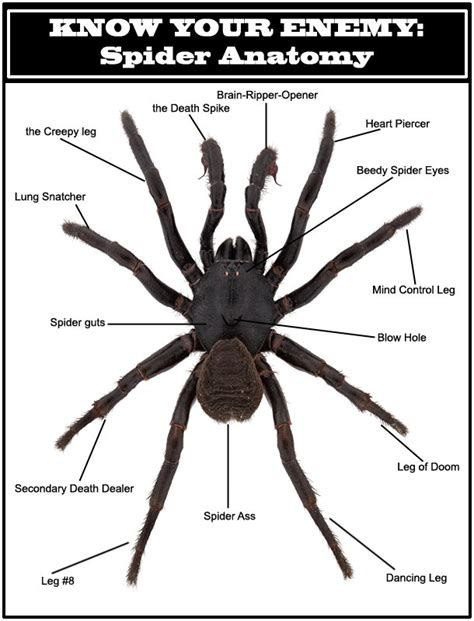 KNOW YOUR ENEMY:
Spider Anatomy
Brain-Ripper-Opener
the Death Spike
Heart Piercer
the Creepy leg
Beedy Spider Eyes
Lung Snatcher
Mind Control Leg
Spider guts
Blow Hole
Leg of Doom
Secondary Death Dealer
Spider Ass
Leg #8
Dancing Leg